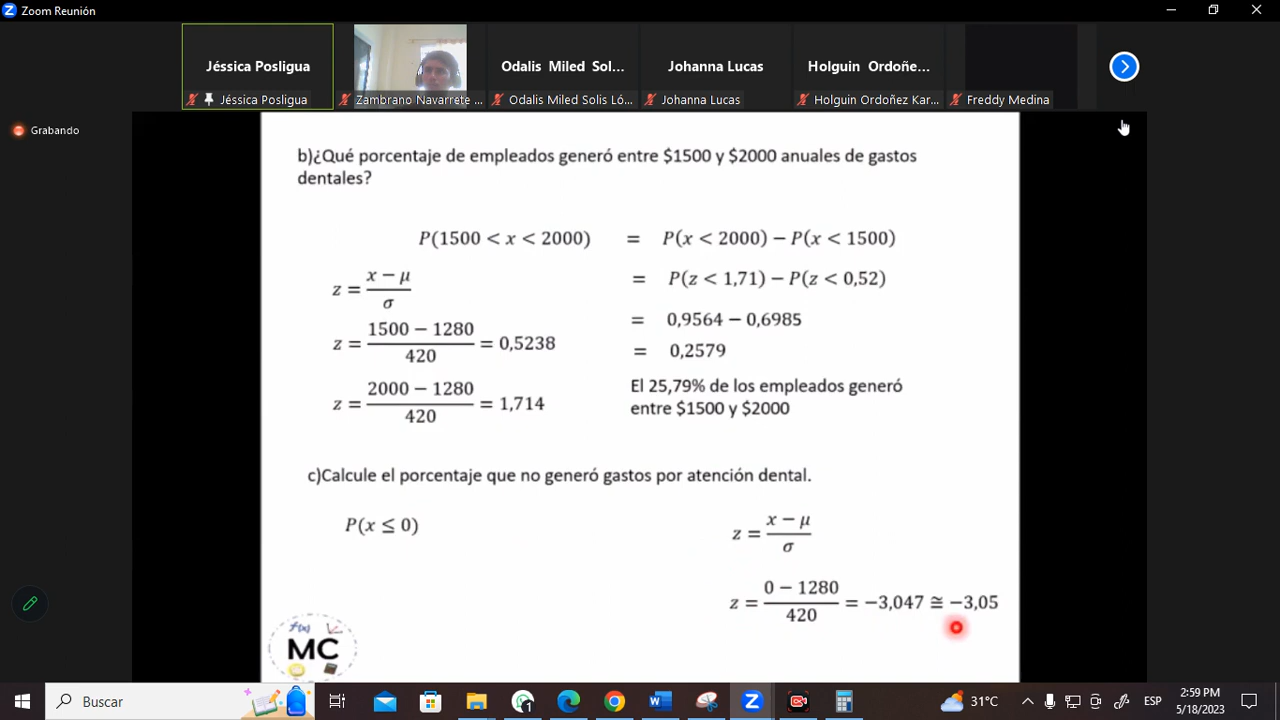 Zoom Reunión
Jéssica Posligua
Odalis Miled Sol...
Johanna Lucas
Holguin Ordoñe...
Jéssica Posligua
Zambrano Navarrete ...
Odalis Miled Solis Ló...
Johanna Lucas
Holguin Ordoñez Kar...
Freddy Medina
Grabando
b)¿Qué porcentaje de empleados generó entre $1500 y $2000 anuales de gastos
dentales?
P(1500 < x < 2000) = P(x < 2000) − P(x < 1500)
z = (x − μ)/σ
= P(z < 1,71) − P(z < 0,52)
z = (1500 − 1280)/420 = 0,5238
= 0,9564 − 0,6985
= 0,2579
z = (2000 − 1280)/420 = 1,714
El 25,79% de los empleados generó
entre $1500 y $2000
c)Calcule el porcentaje que no generó gastos por atención dental.
P(x ≤ 0)
z = (x − μ)/σ
z = (0 − 1280)/420 = −3,047 ≅ −3,05
f(x)
MC
Buscar
31°C
ESP
2:59 PM
5/18/2023